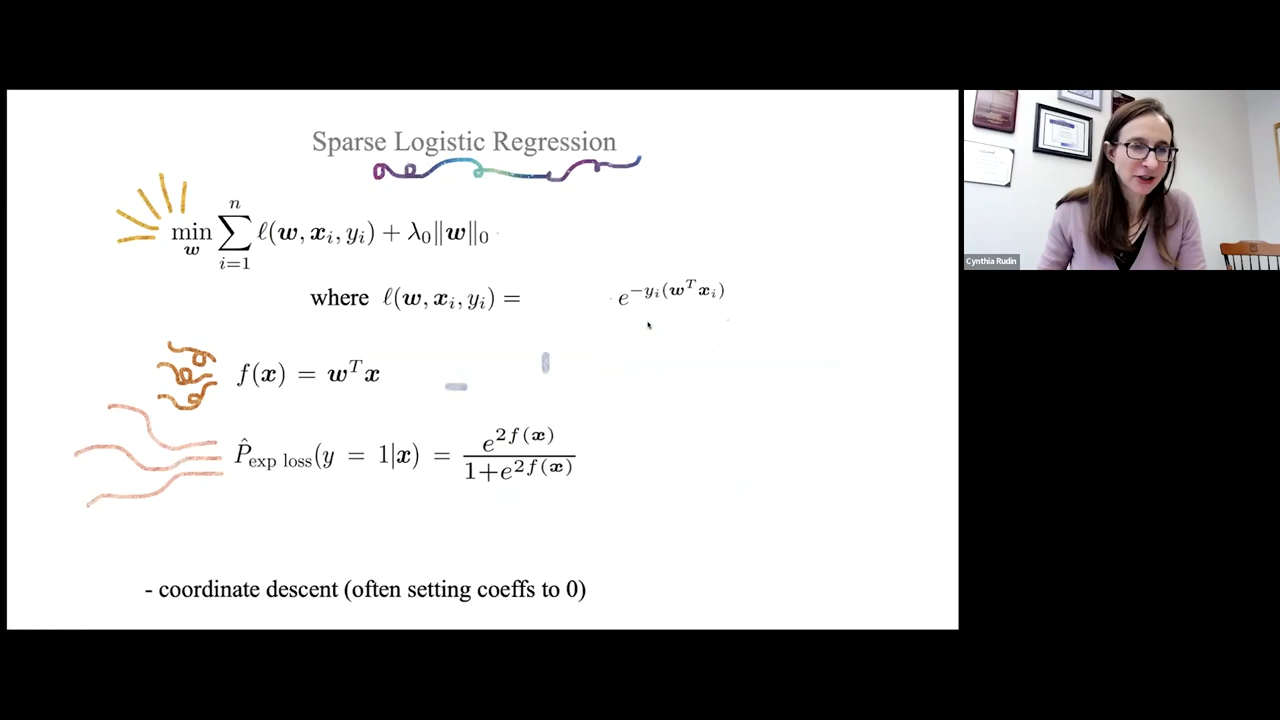 Sparse Logistic Regression
min_w ∑_{i=1}^{n} ℓ(w, x_i, y_i) + λ_0‖w‖_0
where ℓ(w, x_i, y_i) = e^{−y_i(w^T x_i)}
f(x) = w^T x
P̂_{exp loss}(y = 1|x) = e^{2f(x)} / 1+e^{2f(x)}
- coordinate descent (often setting coeffs to 0)
Cynthia Rudin